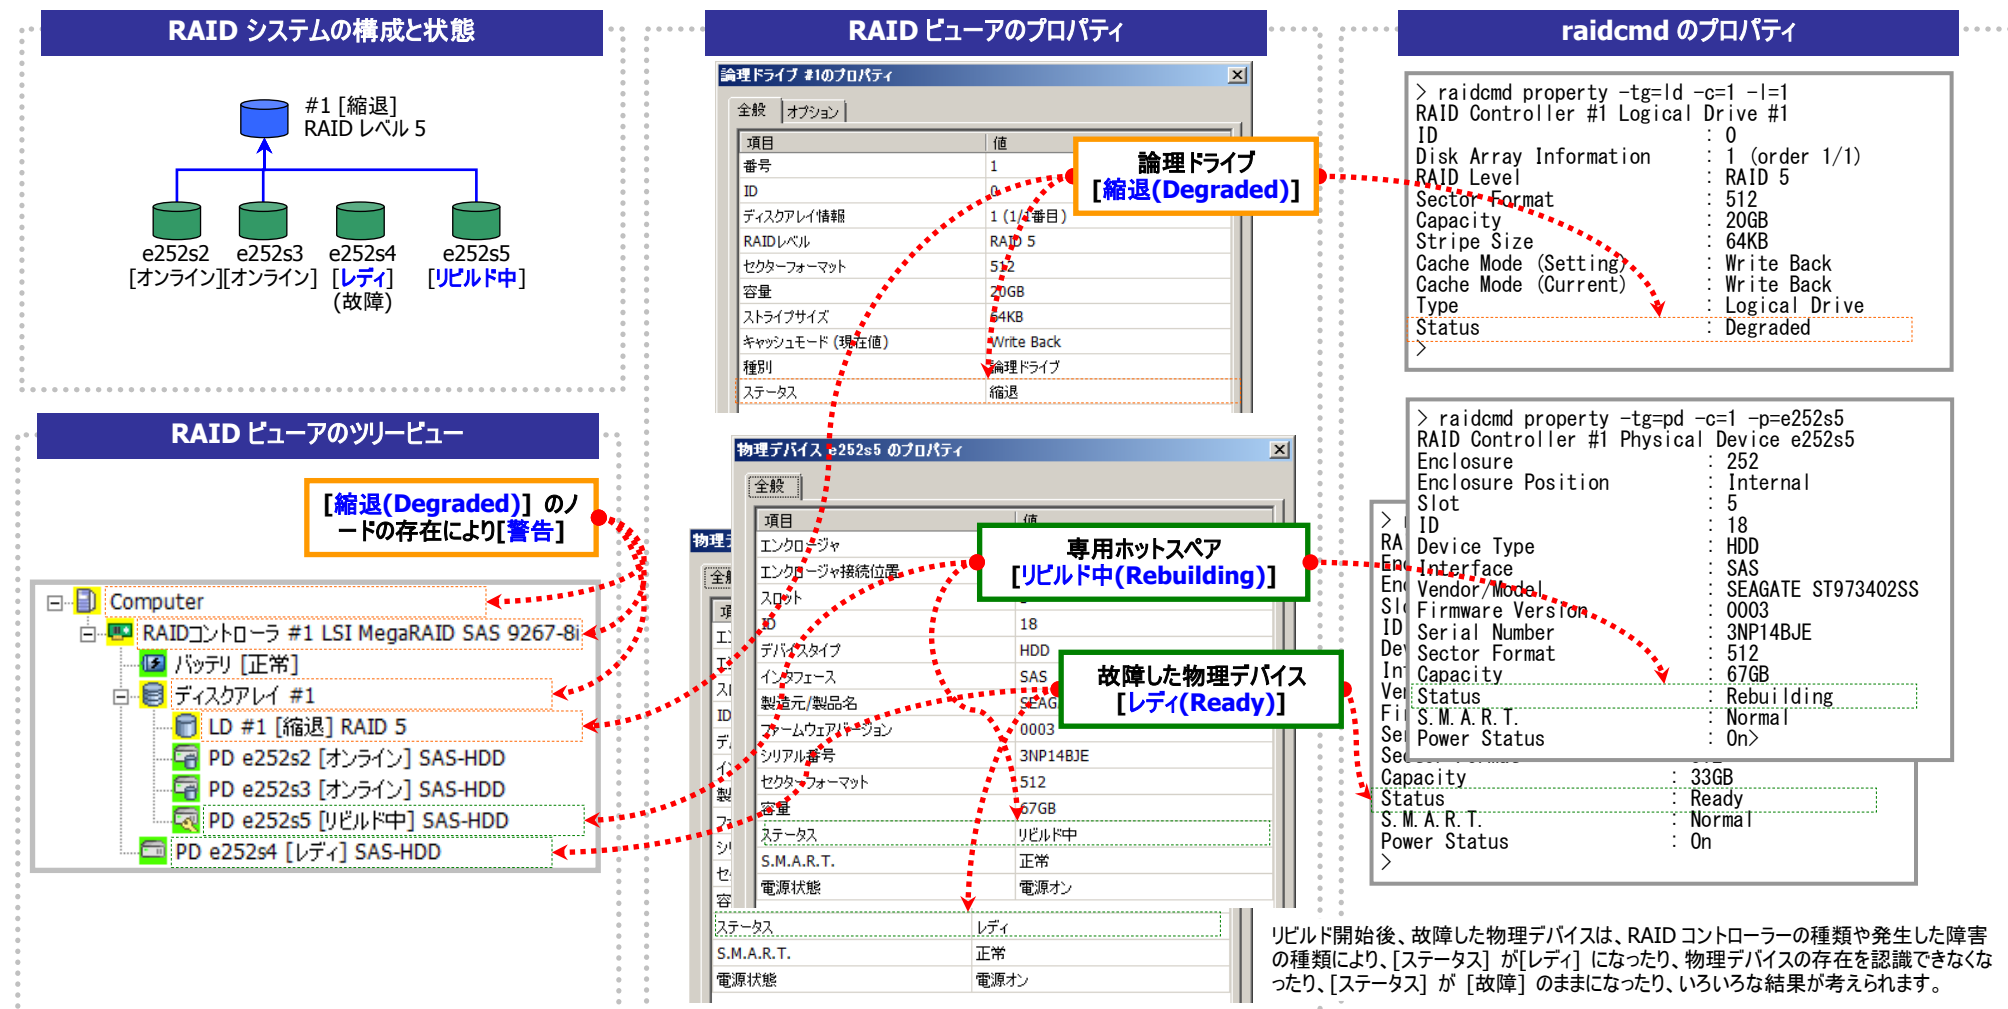 RAID システムの構成と状態
#1 [縮退]
RAID レベル 5
e252s2
[オンライン]
e252s3
[オンライン]
e252s4
[レディ]
(故障)
e252s5
[リビルド中]
RAID ビューアのツリービュー
[縮退(Degraded)] のノ
ードの存在により[警告]
Computer
RAIDコントローラ #1 LSI MegaRAID SAS 9267-8i
バッテリ [正常]
ディスクアレイ #1
LD #1 [縮退] RAID 5
PD e252s2 [オンライン] SAS-HDD
PD e252s3 [オンライン] SAS-HDD
PD e252s5 [リビルド中] SAS-HDD
PD e252s4 [レディ] SAS-HDD
RAID ビューアのプロパティ
論理ドライブ #1のプロパティ
全般 オプション
項目 値
番号 1
ID 0
ディスクアレイ情報 1 (1/1番目)
RAIDレベル RAID 5
セクターフォーマット 512
容量 20GB
ストライプサイズ 64KB
キャッシュモード (現在値) Write Back
種別 論理ドライブ
ステータス 縮退
論理ドライブ
[縮退(Degraded)]
物理デバイス e252s5 のプロパティ
全般
項目 値
エンクロージャ
エンクロージャ接続位置
スロット
ID 18
デバイスタイプ HDD
インタフェース SAS
製造元/製品名 SEAG
ファームウェアバージョン 0003
シリアル番号 3NP14BJE
セクターフォーマット 512
容量 67GB
ステータス リビルド中
S.M.A.R.T. 正常
電源状態 電源オン
専用ホットスペア
[リビルド中(Rebuilding)]
故障した物理デバイス
[レディ(Ready)]
ステータス レディ
S.M.A.R.T. 正常
電源状態 電源オン
raidcmd のプロパティ
> raidcmd property -tg=ld -c=1 -l=1
RAID Controller #1 Logical Drive #1
ID : 0
Disk Array Information : 1 (order 1/1)
RAID Level : RAID 5
Sector Format : 512
Capacity : 20GB
Stripe Size : 64KB
Cache Mode (Setting) : Write Back
Cache Mode (Current) : Write Back
Type : Logical Drive
Status : Degraded
>
> raidcmd property -tg=pd -c=1 -p=e252s5
RAID Controller #1 Physical Device e252s5
Enclosure : 252
Enclosure Position : Internal
Slot : 5
ID : 18
Device Type : HDD
Interface : SAS
Vendor/Model : SEAGATE ST973402SS
Firmware Version : 0003
Serial Number : 3NP14BJE
Sector Format : 512
Capacity : 67GB
Status : Rebuilding
S.M.A.R.T. : Normal
Power Status : On>
Capacity : 33GB
Status : Ready
S.M.A.R.T. : Normal
Power Status : On
>
リビルド開始後、故障した物理デバイスは、RAID コントローラーの種類や発生した障害
の種類により、[ステータス] が[レディ] になったり、物理デバイスの存在を認識できなくな
ったり、[ステータス] が [故障] のままになったり、いろいろな結果が考えられます。